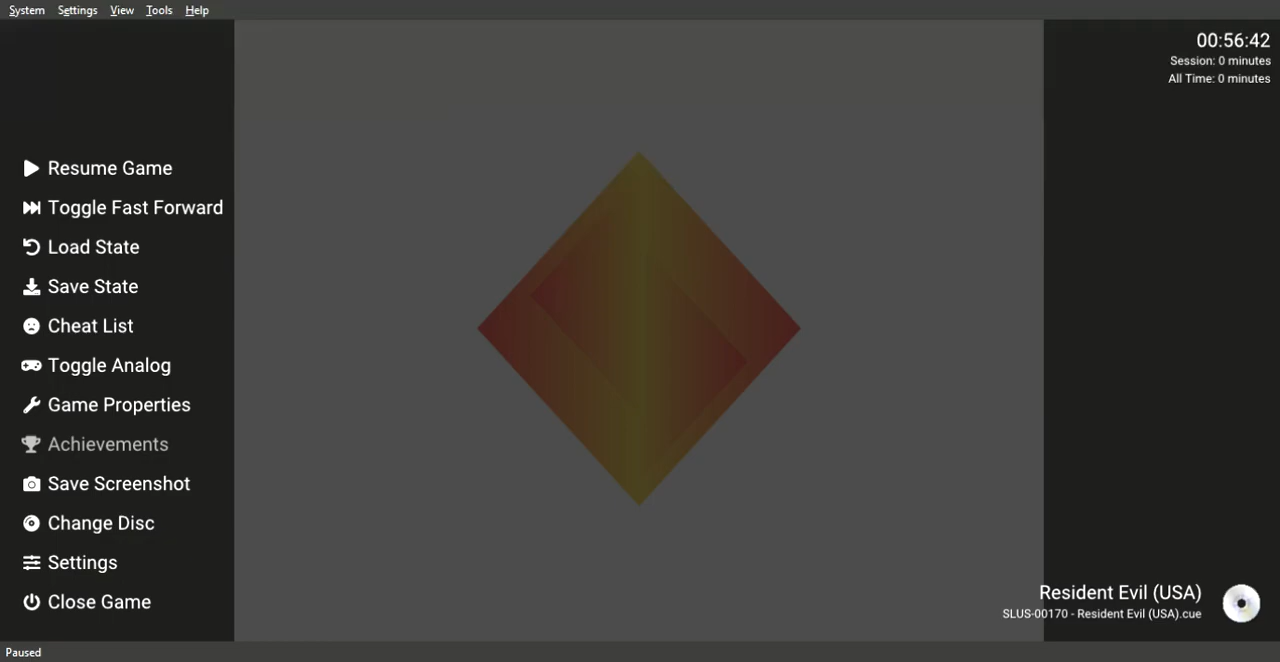 System Settings View Tools Help
00:56:42
Session: 0 minutes
All Time: 0 minutes
Resume Game
Toggle Fast Forward
Load State
Save State
Cheat List
Toggle Analog
Game Properties
Achievements
Save Screenshot
Change Disc
Settings
Close Game
Resident Evil (USA)
SLUS-00170 - Resident Evil (USA).cue
Paused